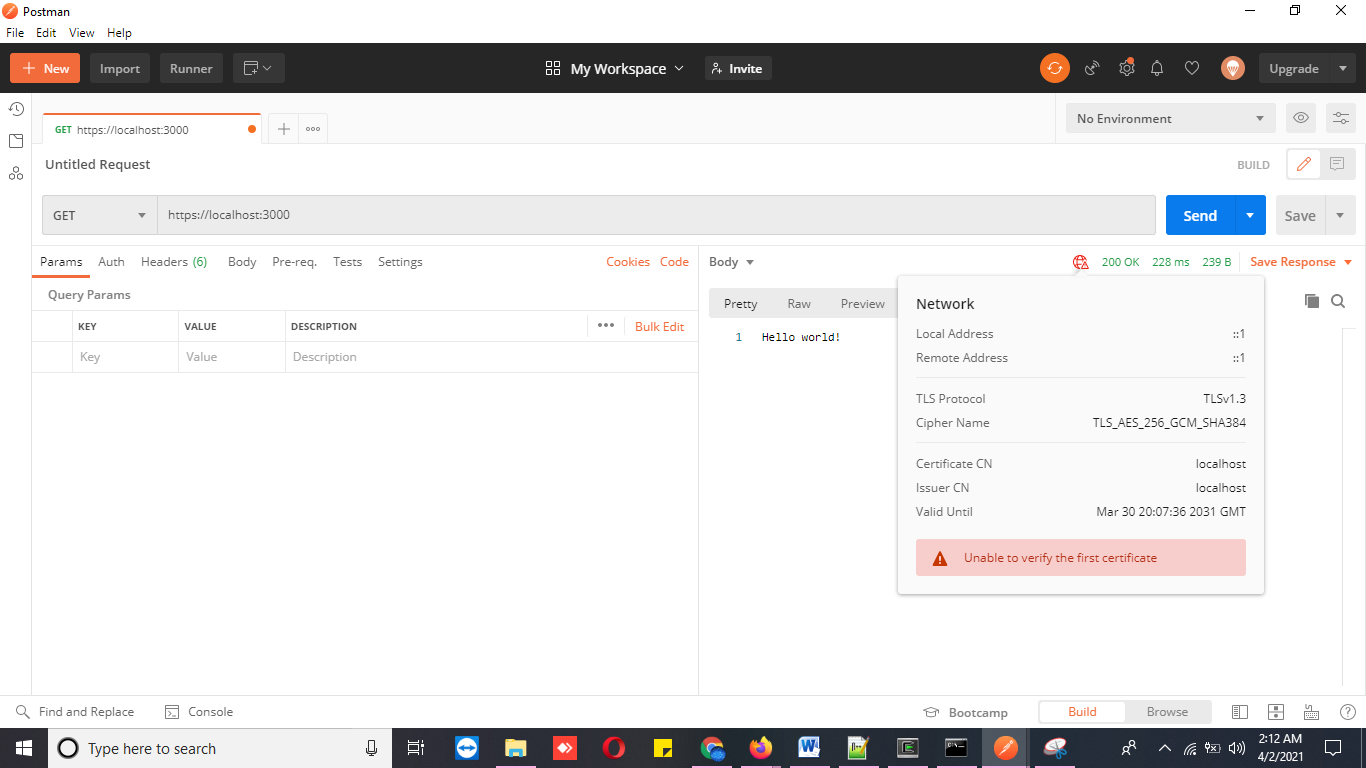 Postman
File Edit View Help
New Import Runner My Workspace Invite Upgrade
GET https://localhost:3000 No Environment
Untitled Request BUILD
GET https://localhost:3000 Send Save
Params Auth Headers (6) Body Pre-req. Tests Settings Cookies Code
Body 200 OK 228 ms 239 B Save Response
Query Params
KEY VALUE DESCRIPTION Bulk Edit
Key Value Description
Pretty Raw Preview
1 Hello world!
Network
Local Address ::1
Remote Address ::1
TLS Protocol TLSv1.3
Cipher Name TLS_AES_256_GCM_SHA384
Certificate CN localhost
Issuer CN localhost
Valid Until Mar 30 20:07:36 2031 GMT
Unable to verify the first certificate
Find and Replace Console Bootcamp Build Browse
Type here to search
2:12 AM
4/2/2021